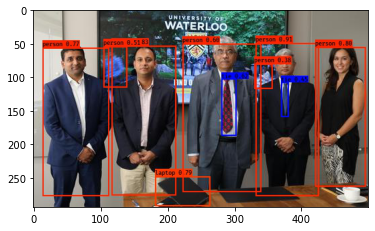 UNIVERSITY OF
WATERLOO
person 0.77
person 0.51
person 0.60
person 0.91
person 0.38
person 0.88
Laptop 0.79
0
50
100
150
200
250
0
100
200
300
400